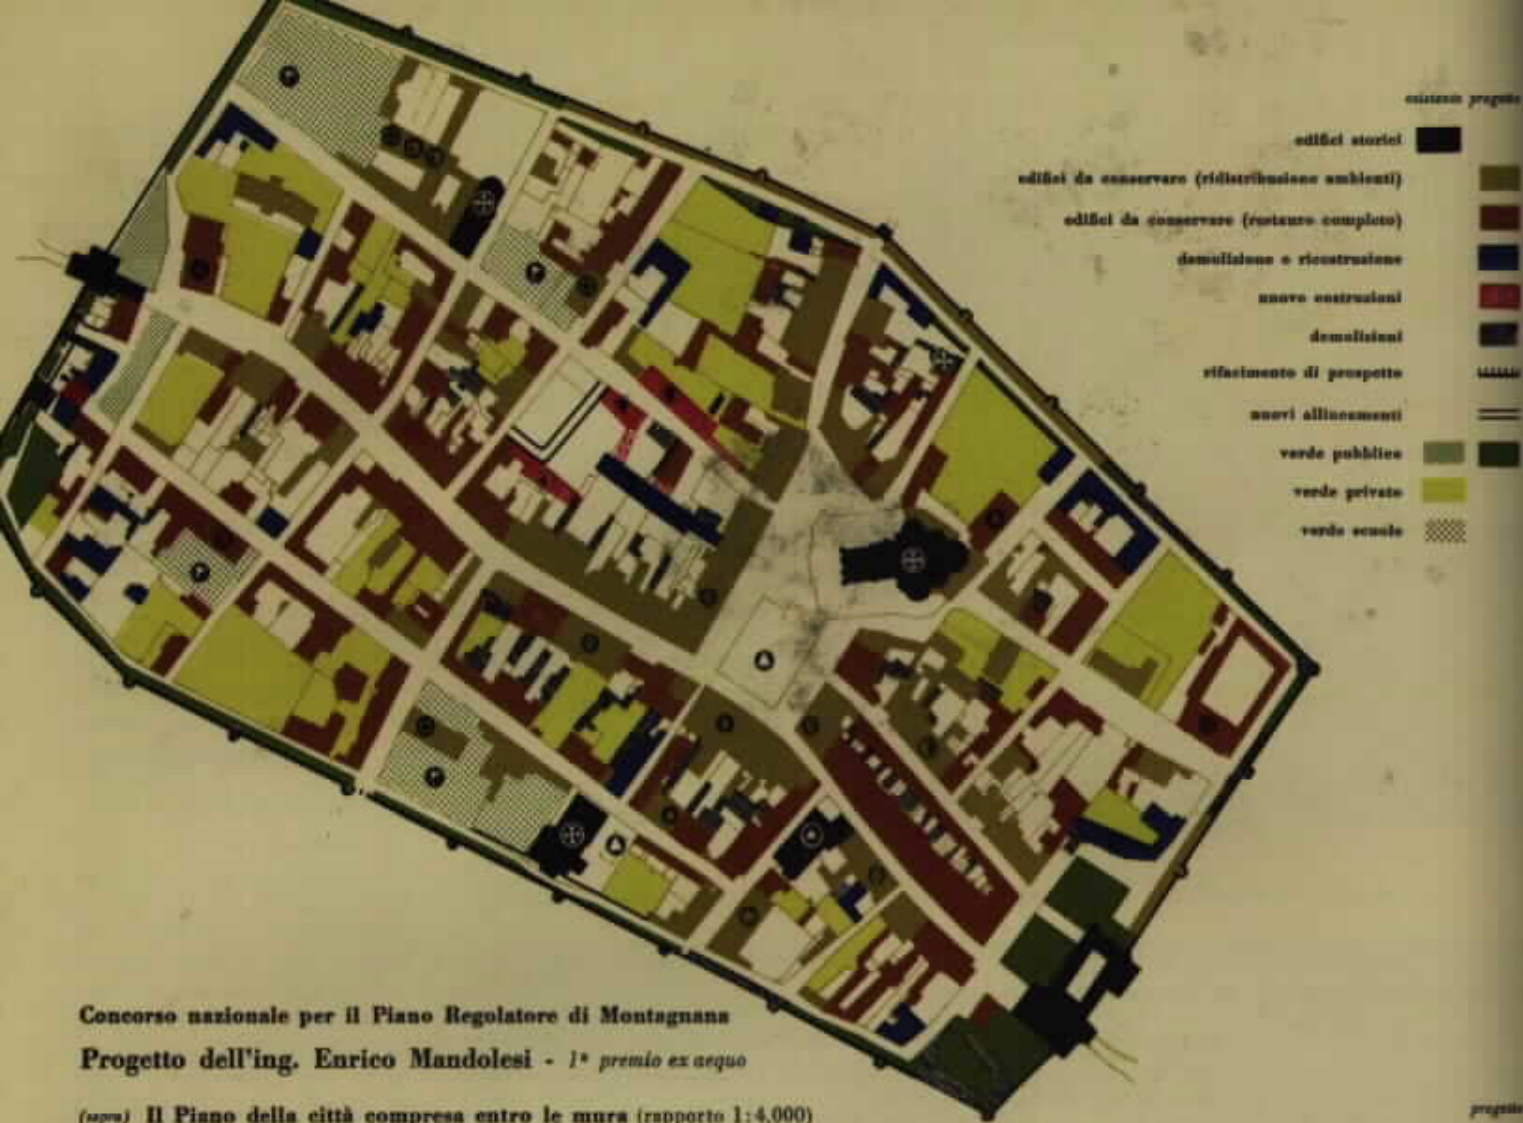 esistente progetto
edifici storici
edifici da conservare (ridistribuzione ambienti)
edifici da conservare (restauro completo)
demolizione e ricostruzione
nuove costruzioni
demolizioni
rifacimento di prospetto
nuovi allineamenti
verde pubblico
verde privato
verde scuole
Concorso nazionale per il Piano Regolatore di Montagnana
Progetto dell'ing. Enrico Mandolesi - 1º premio ex aequo
(sopra) Il Piano della città compresa entro le mura (rapporto 1:4.000)
progetto